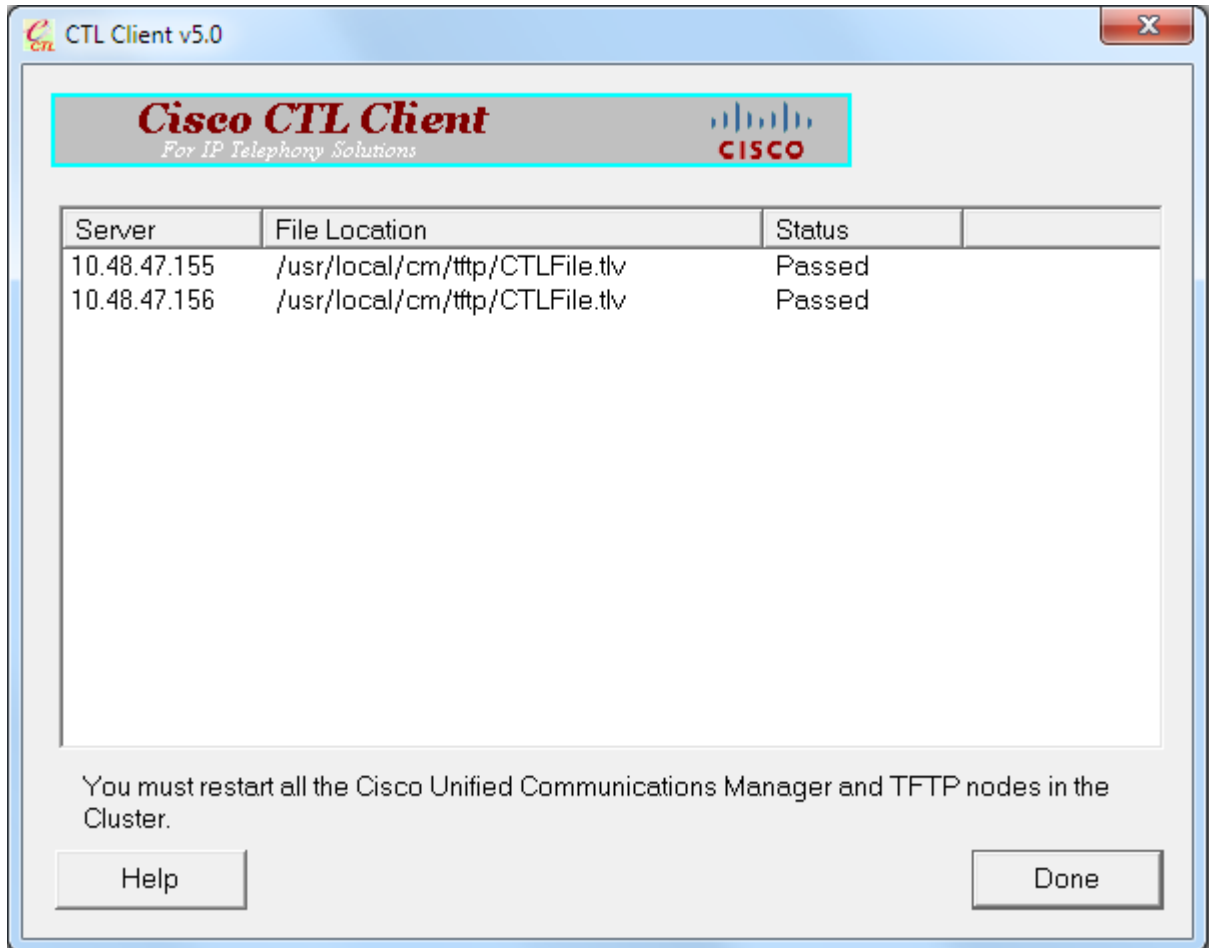 CTL Client v5.0
Cisco CTL Client
For IP Telephony Solutions
CISCO
Server File Location Status
10.48.47.155 /usr/local/cm/tftp/CTLFile.tlv Passed
10.48.47.156 /usr/local/cm/tftp/CTLFile.tlv Passed
You must restart all the Cisco Unified Communications Manager and TFTP nodes in the
Cluster.
Help Done